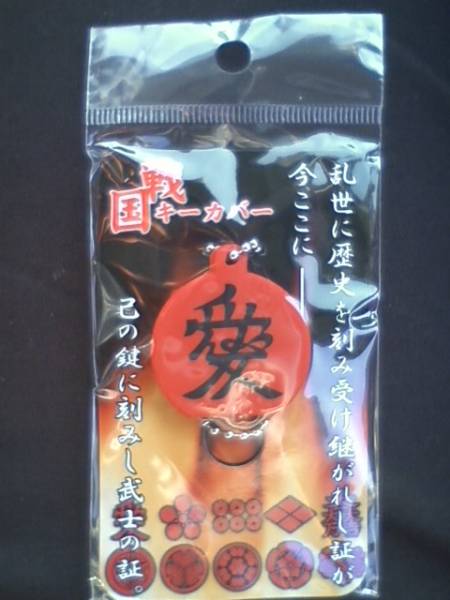 戦国
キーカバー
乱世に歴史を刻み受け継がれし証が
今ここに
愛
己の鍵に刻みし武士の証。